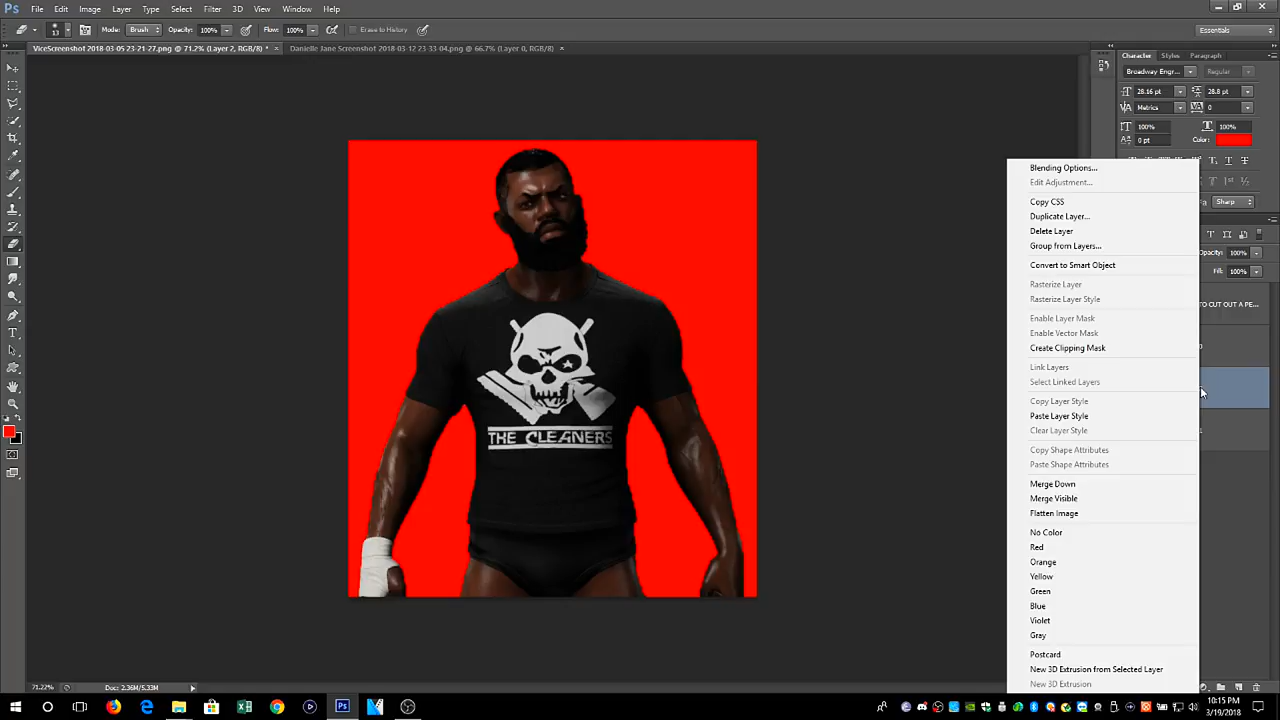 Ps File Edit Image Layer Type Select Filter 3D View Window Help
13 Mode: Brush Opacity: 100% Flow: 100% Erase to History Essentials
ViceScreenshot 2018-03-05 23-21-27.png @ 71.2% (Layer 2, RGB/8) * × Danielle Jane Screenshot 2018-03-12 23-33-04.png @ 66.7% (Layer 0, RGB/8) ×
Character Styles Paragraph
Broadway Engr... Regular
28.16 pt 28.8 pt
Metrics 0
100% 100%
0 pt Color:
Sharp
Opacity: 100%
Fill: 100%
TO CUT OUT A PE...
Blending Options...
Edit Adjustment...
Copy CSS
Duplicate Layer...
Delete Layer
Group from Layers...
Convert to Smart Object
Rasterize Layer
Rasterize Layer Style
Enable Layer Mask
Enable Vector Mask
Create Clipping Mask
Link Layers
Select Linked Layers
Copy Layer Style
Paste Layer Style
Clear Layer Style
Copy Shape Attributes
Paste Shape Attributes
Merge Down
Merge Visible
Flatten Image
No Color
Red
Orange
Yellow
Green
Blue
Violet
Gray
Postcard
New 3D Extrusion from Selected Layer
New 3D Extrusion
THE CLEANERS
71.22% Doc: 2.36M/5.33M
10:15 PM
3/19/2018